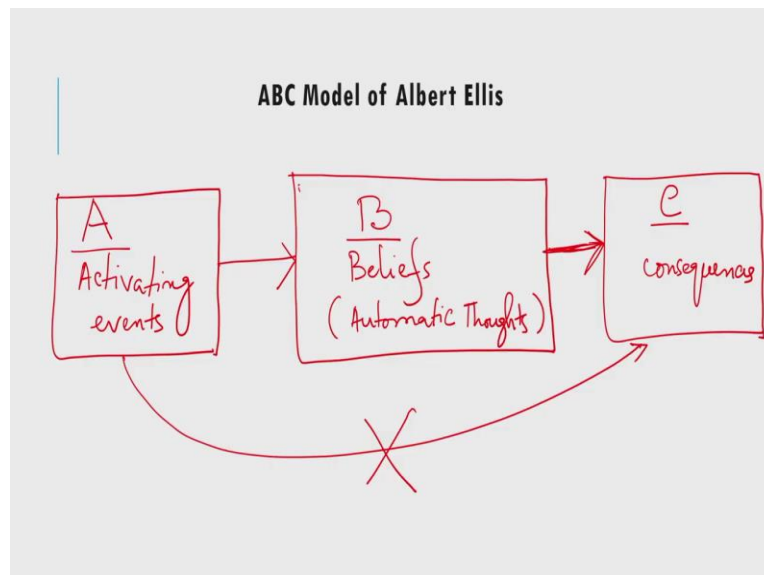 ABC Model of Albert Ellis
A
Activating
events
B
Beliefs
(Automatic Thoughts)
C
consequences